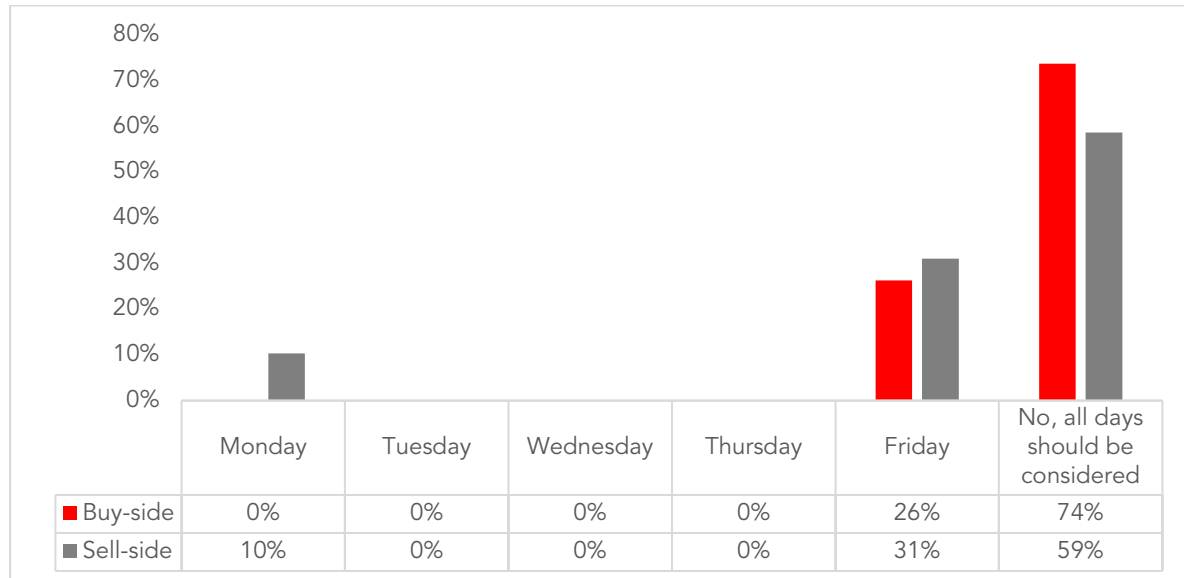 80%
70%
60%
50%
40%
30%
20%
10%
0%
Monday
Tuesday
Wednesday
Thursday
Friday
No, all days
should be
considered
Buy-side 0% 0% 0% 0% 26% 74%
Sell-side 10% 0% 0% 0% 31% 59%